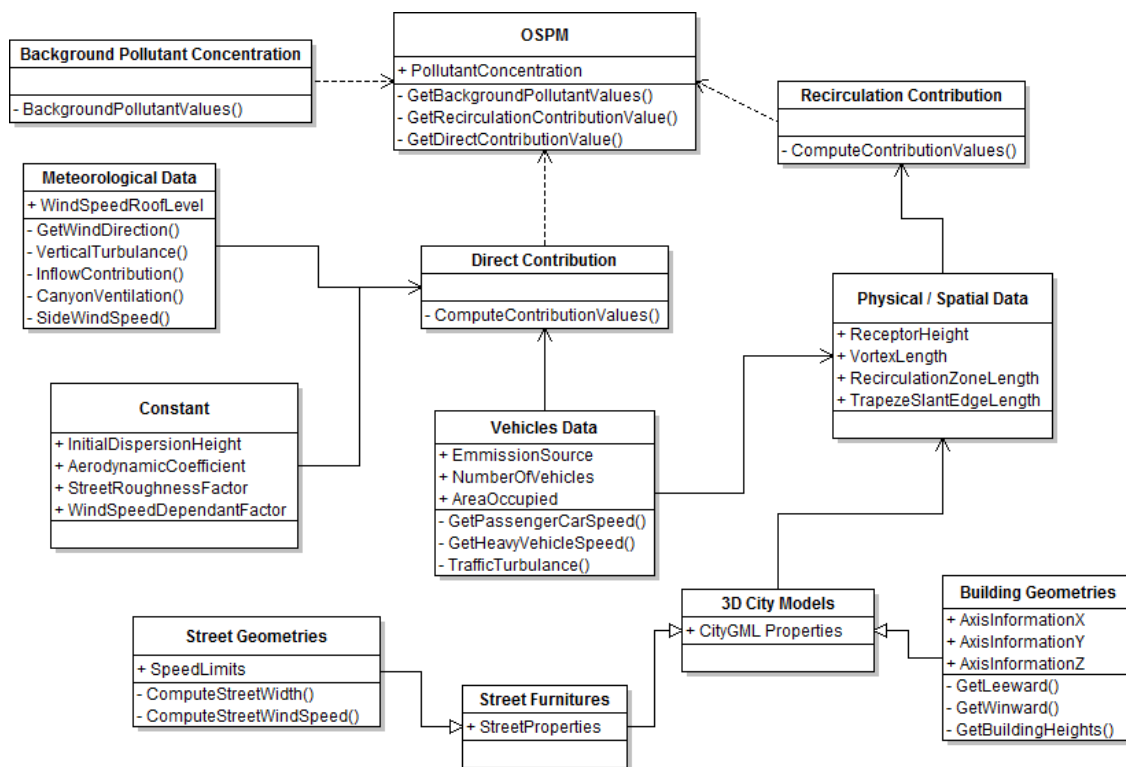 Background Pollutant Concentration
- BackgroundPollutantValues()
OSPM
+ PollutantConcentration
- GetBackgroundPollutantValues()
- GetRecirculationContributionValue()
- GetDirectContributionValue()
Recirculation Contribution
- ComputeContributionValues()
Meteorological Data
+ WindSpeedRoofLevel
- GetWindDirection()
- VerticalTurbulance()
- InflowContribution()
- CanyonVentilation()
- SideWindSpeed()
Direct Contribution
- ComputeContributionValues()
Physical / Spatial Data
+ ReceptorHeight
+ VortexLength
+ RecirculationZoneLength
+ TrapezeSlantEdgeLength
Constant
+ InitialDispersionHeight
+ AerodynamicCoefficient
+ StreetRoughnessFactor
+ WindSpeedDependantFactor
Vehicles Data
+ EmmissionSource
+ NumberOfVehicles
+ AreaOccupied
- GetPassengerCarSpeed()
- GetHeavyVehicleSpeed()
- TrafficTurbulance()
Street Geometries
+ SpeedLimits
- ComputeStreetWidth()
- ComputeStreetWindSpeed()
Street Furnitures
+ StreetProperties
3D City Models
+ CityGML Properties
Building Geometries
+ AxisInformationX
+ AxisInformationY
+ AxisInformationZ
- GetLeeward()
- GetWinward()
- GetBuildingHeights()